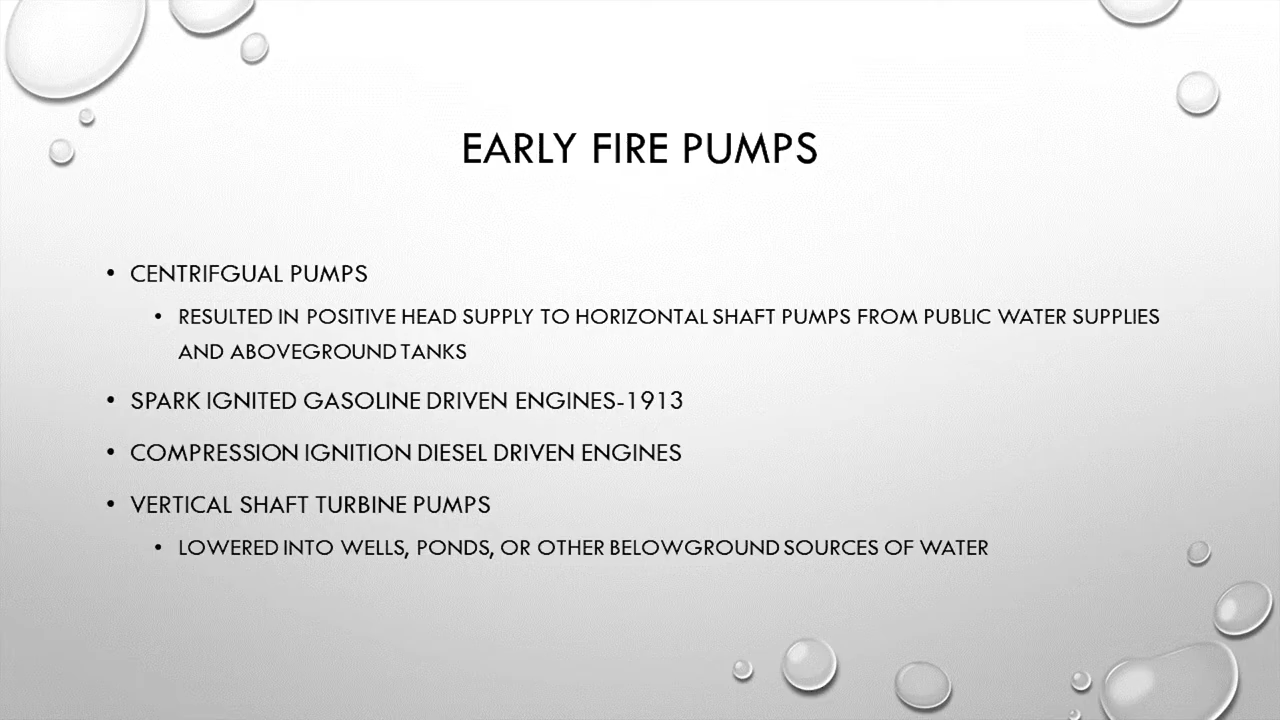 EARLY FIRE PUMPS
• CENTRIFGUAL PUMPS
• RESULTED IN POSITIVE HEAD SUPPLY TO HORIZONTAL SHAFT PUMPS FROM PUBLIC WATER SUPPLIES
AND ABOVEGROUND TANKS
• SPARK IGNITED GASOLINE DRIVEN ENGINES-1913
• COMPRESSION IGNITION DIESEL DRIVEN ENGINES
• VERTICAL SHAFT TURBINE PUMPS
• LOWERED INTO WELLS, PONDS, OR OTHER BELOWGROUND SOURCES OF WATER